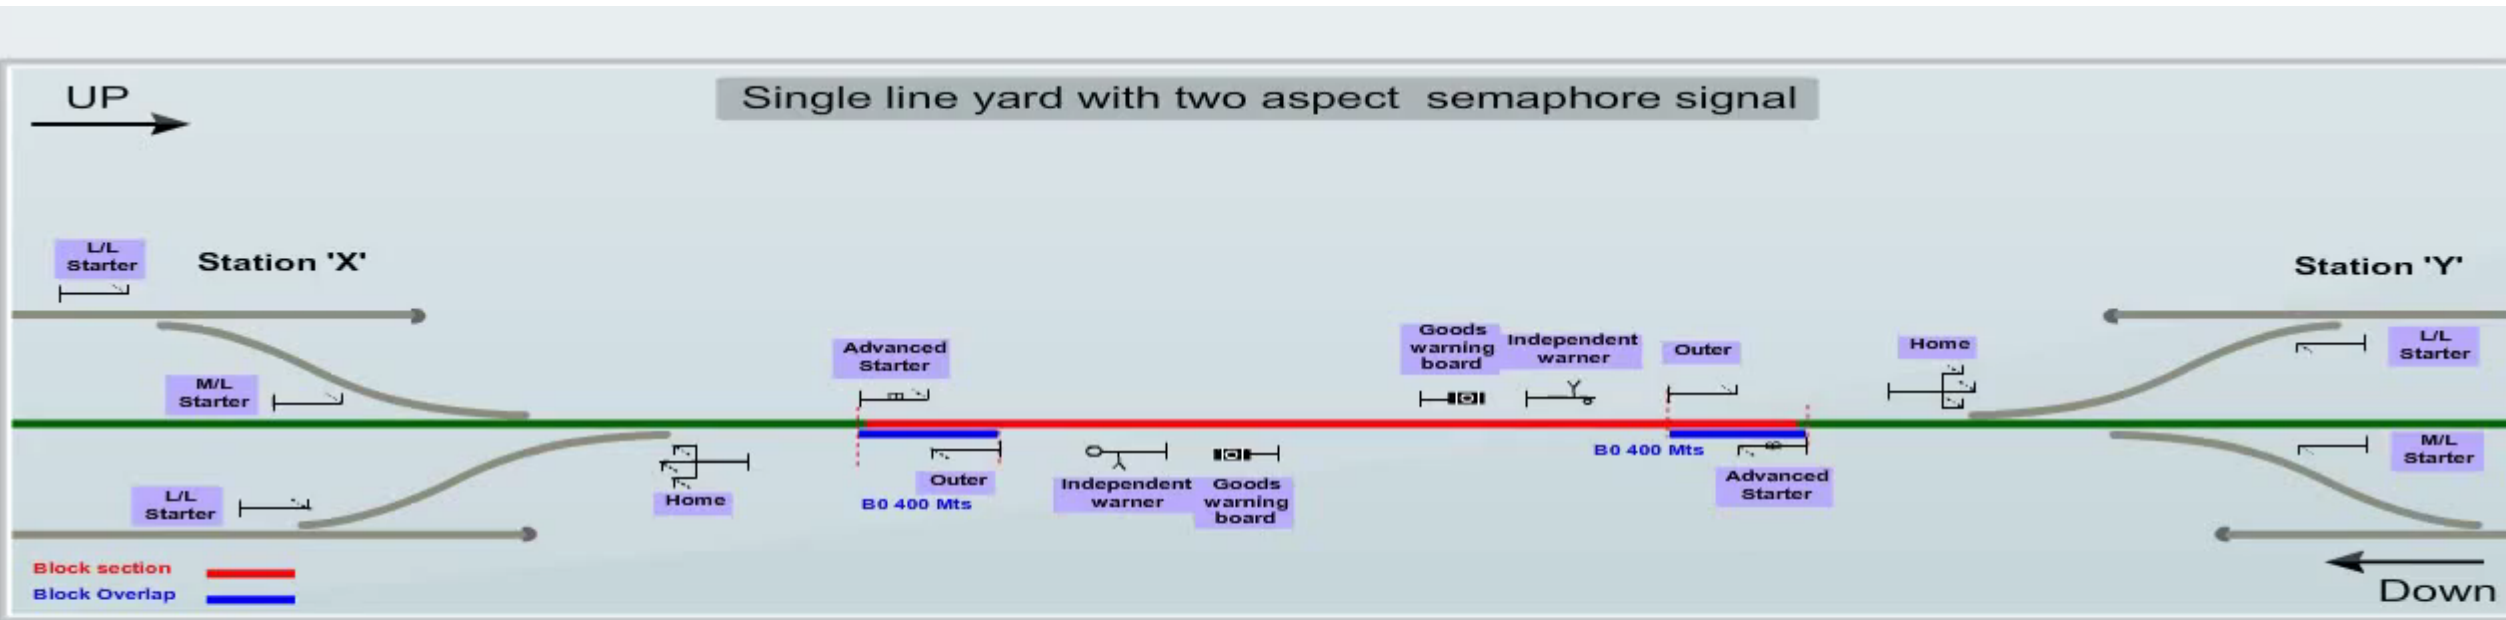 UP
Single line yard with two aspect semaphore signal
L/L
Starter
Station 'X'
Station 'Y'
Goods
warning
board
Independent
warner
Outer
Home
L/L
Starter
Advanced
Starter
M/L
Starter
B0 400 Mts
M/L
Starter
Advanced
Starter
Outer
Independent
warner
Goods
warning
board
L/L
Starter
Home
B0 400 Mts
Block section
Block Overlap
Down